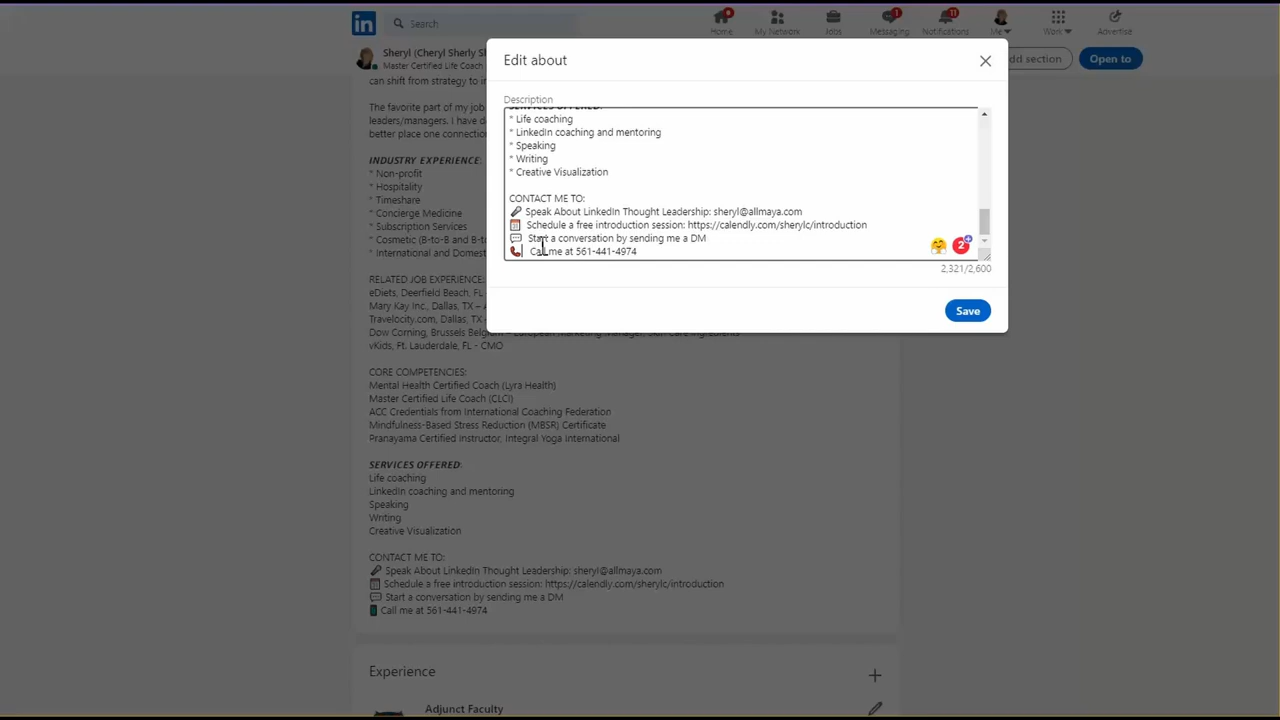 in
Search
Home
My Network
Jobs
1
Messaging
11
Notifications
Me
Work
Advertise
Sheryl (Cheryl Sherly
Master Certified Life Coach
dd section
Open to
can shift from strategy to
The favorite part of my job
leaders/managers. I have
better place one connection
INDUSTRY EXPERIENCE:
* Non-profit
* Hospitality
* Timeshare
* Concierge Medicine
* Subscription Services
* Cosmetic (B-to-B and B-t
* International and Domest
RELATED JOB EXPERIENCE:
eDiets, Deerfield Beach, FL
Mary Kay Inc., Dallas, TX
Travelocity.com, Dallas, TX
Dow Corning, Brussels Belgium - European Marketing Manager, Skin Care Ingredients
vKids, Ft. Lauderdale, FL - CMO
CORE COMPETENCIES:
Mental Health Certified Coach (Lyra Health)
Master Certified Life Coach (CLCI)
ACC Credentials from International Coaching Federation
Mindfulness-Based Stress Reduction (MBSR) Certificate
Pranayama Certified Instructor, Integral Yoga International
SERVICES OFFERED:
Life coaching
LinkedIn coaching and mentoring
Speaking
Writing
Creative Visualization
CONTACT ME TO:
🎤 Speak About LinkedIn Thought Leadership: sheryl@allmaya.com
📅 Schedule a free introduction session: https://calendly.com/sherylc/introduction
💬 Start a conversation by sending me a DM
📱 Call me at 561-441-4974
Experience
Adjunct Faculty
Edit about
Description
SERVICES OFFERED:
* Life coaching
* LinkedIn coaching and mentoring
* Speaking
* Writing
* Creative Visualization
CONTACT ME TO:
🎤 Speak About LinkedIn Thought Leadership: sheryl@allmaya.com
📅 Schedule a free introduction session: https://calendly.com/sherylc/introduction
💬 Start a conversation by sending me a DM
📞 Call me at 561-441-4974
2
2,321/2,600
Save